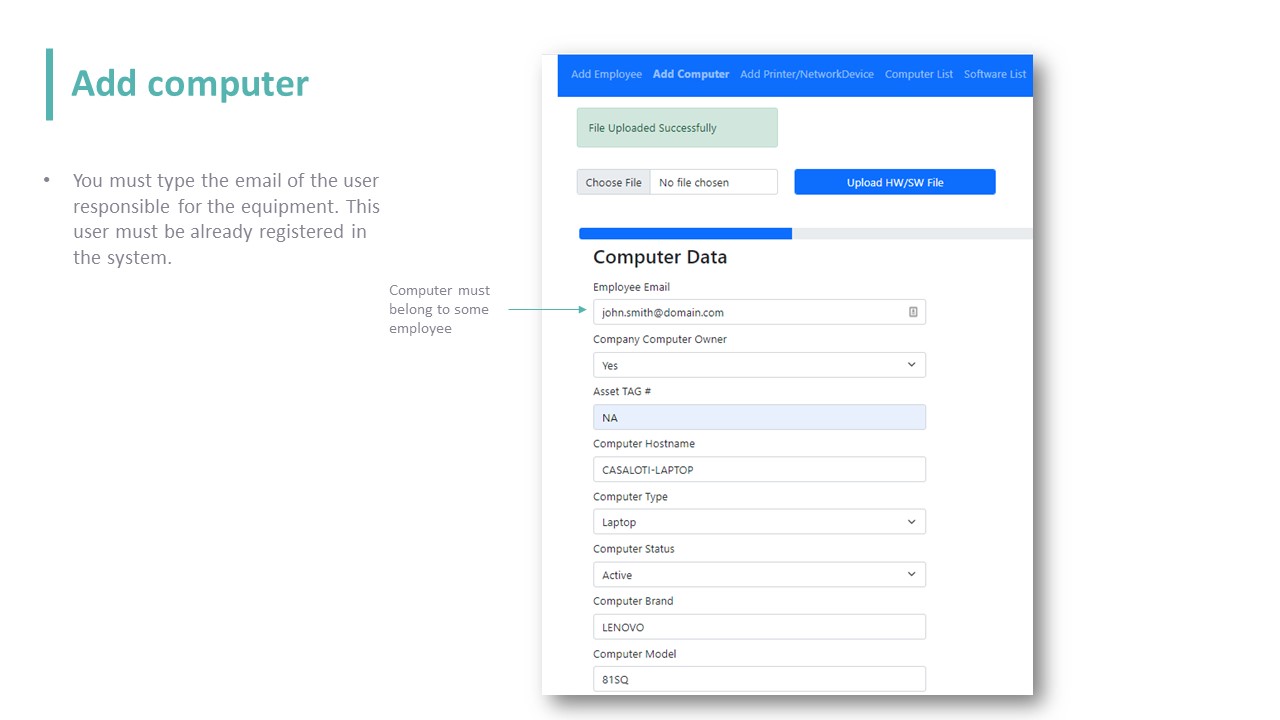 Add computer
• You must type the email of the user
responsible for the equipment. This
user must be already registered in
the system.
Computer must
belong to some
employee
Add Employee Add Computer Add Printer/NetworkDevice Computer List Software List
File Uploaded Successfully
Choose File No file chosen Upload HW/SW File
Computer Data
Employee Email
john.smith@domain.com
Company Computer Owner
Yes
Asset TAG #
NA
Computer Hostname
CASALOTI-LAPTOP
Computer Type
Laptop
Computer Status
Active
Computer Brand
LENOVO
Computer Model
81SQ